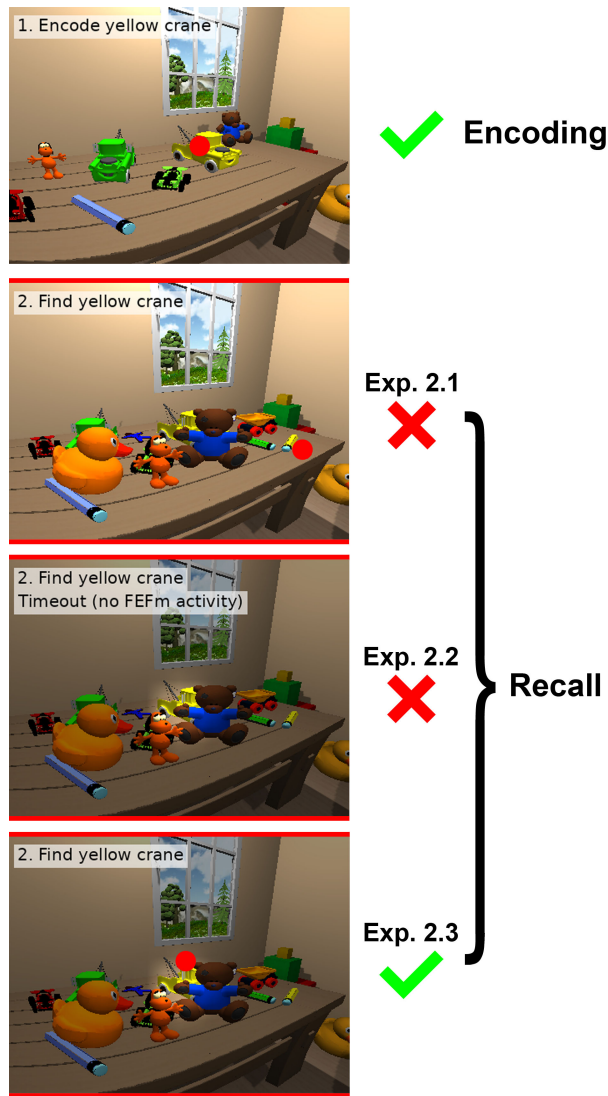 1. Encode yellow crane
Encoding
2. Find yellow crane
Exp. 2.1
2. Find yellow crane
Timeout (no FEFm activity)
Exp. 2.2
Recall
2. Find yellow crane
Exp. 2.3